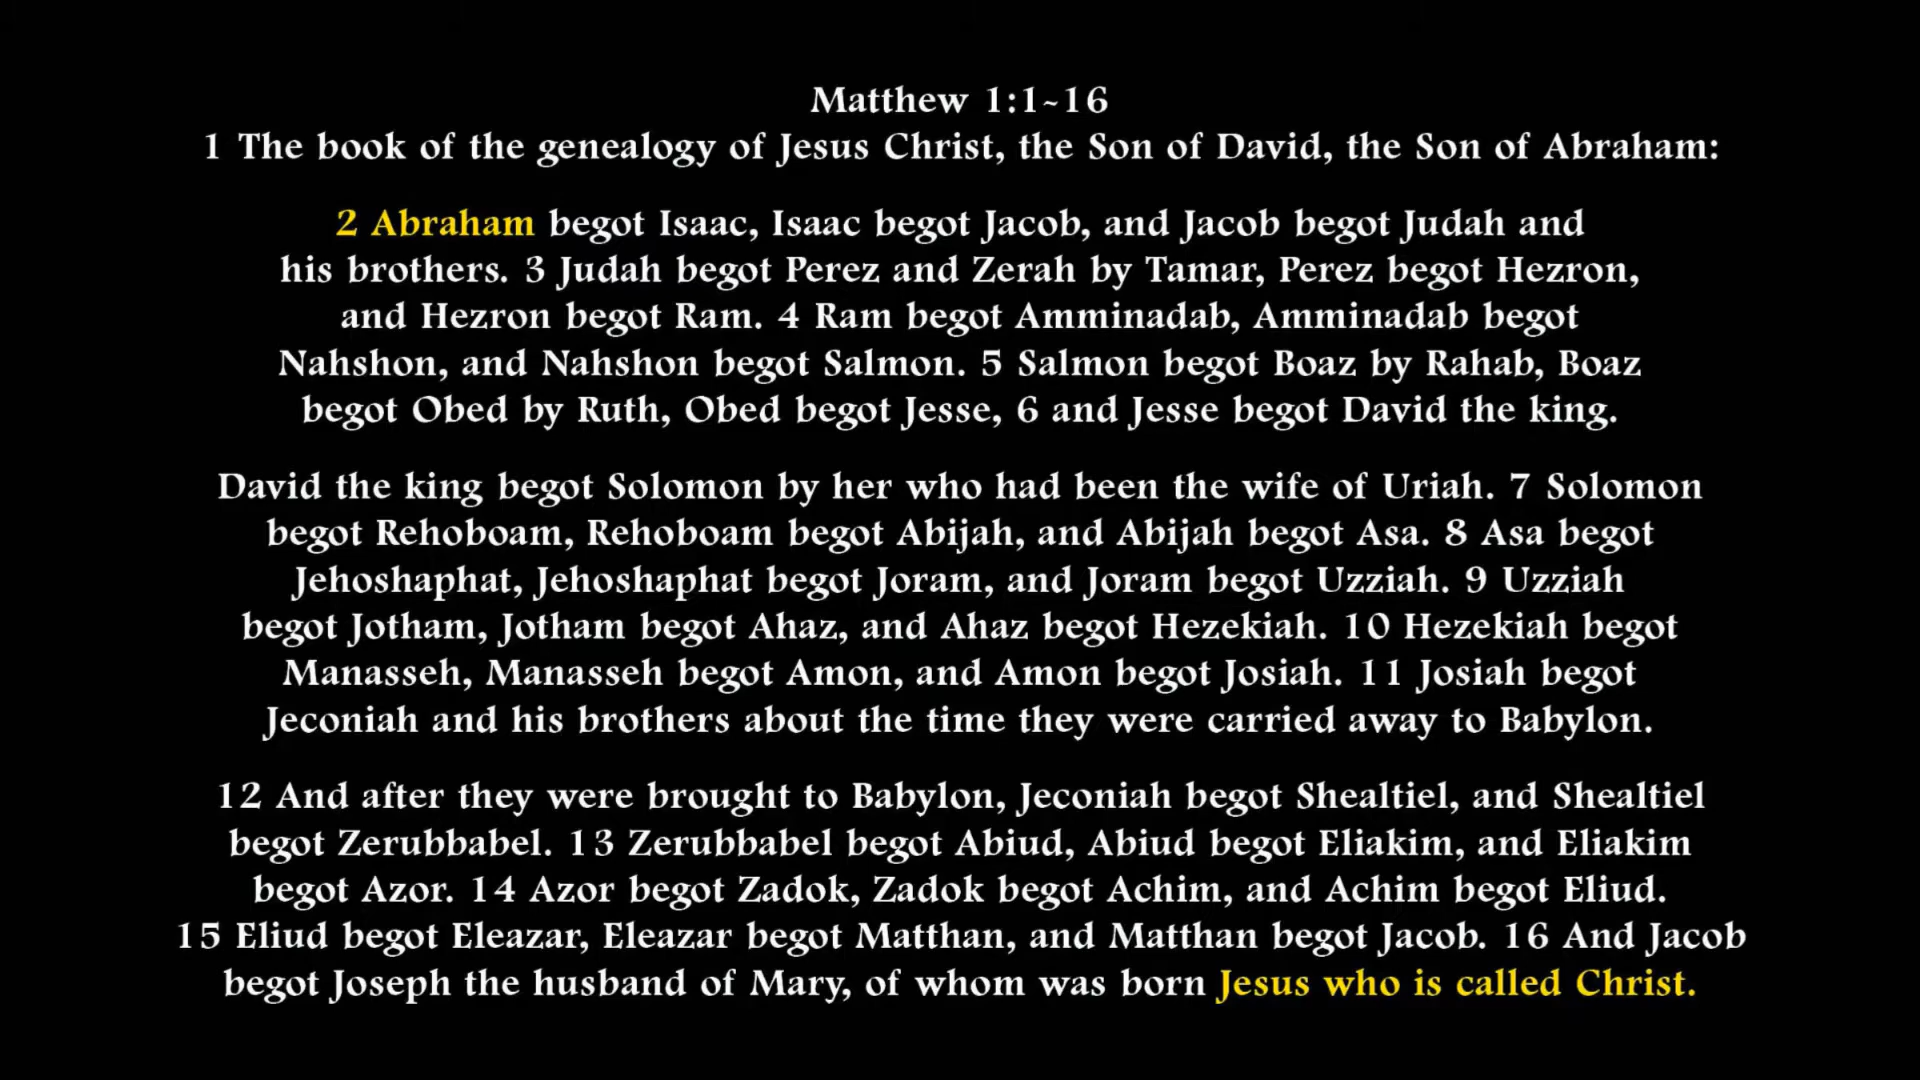 Matthew 1:1~16
1 The book of the genealogy of Jesus Christ, the Son of David, the Son of Abraham:
2 Abraham begot Isaac, Isaac begot Jacob, and Jacob begot Judah and
his brothers. 3 Judah begot Perez and Zerah by Tamar, Perez begot Hezron,
and Hezron begot Ram. 4 Ram begot Amminadab, Amminadab begot
Nahshon, and Nahshon begot Salmon. 5 Salmon begot Boaz by Rahab, Boaz
begot Obed by Ruth, Obed begot Jesse, 6 and Jesse begot David the king.
David the king begot Solomon by her who had been the wife of Uriah. 7 Solomon
begot Rehoboam, Rehoboam begot Abijah, and Abijah begot Asa. 8 Asa begot
Jehoshaphat, Jehoshaphat begot Joram, and Joram begot Uzziah. 9 Uzziah
begot Jotham, Jotham begot Ahaz, and Ahaz begot Hezekiah. 10 Hezekiah begot
Manasseh, Manasseh begot Amon, and Amon begot Josiah. 11 Josiah begot
Jeconiah and his brothers about the time they were carried away to Babylon.
12 And after they were brought to Babylon, Jeconiah begot Shealtiel, and Shealtiel
begot Zerubbabel. 13 Zerubbabel begot Abiud, Abiud begot Eliakim, and Eliakim
begot Azor. 14 Azor begot Zadok, Zadok begot Achim, and Achim begot Eliud.
15 Eliud begot Eleazar, Eleazar begot Matthan, and Matthan begot Jacob. 16 And Jacob
begot Joseph the husband of Mary, of whom was born Jesus who is called Christ.